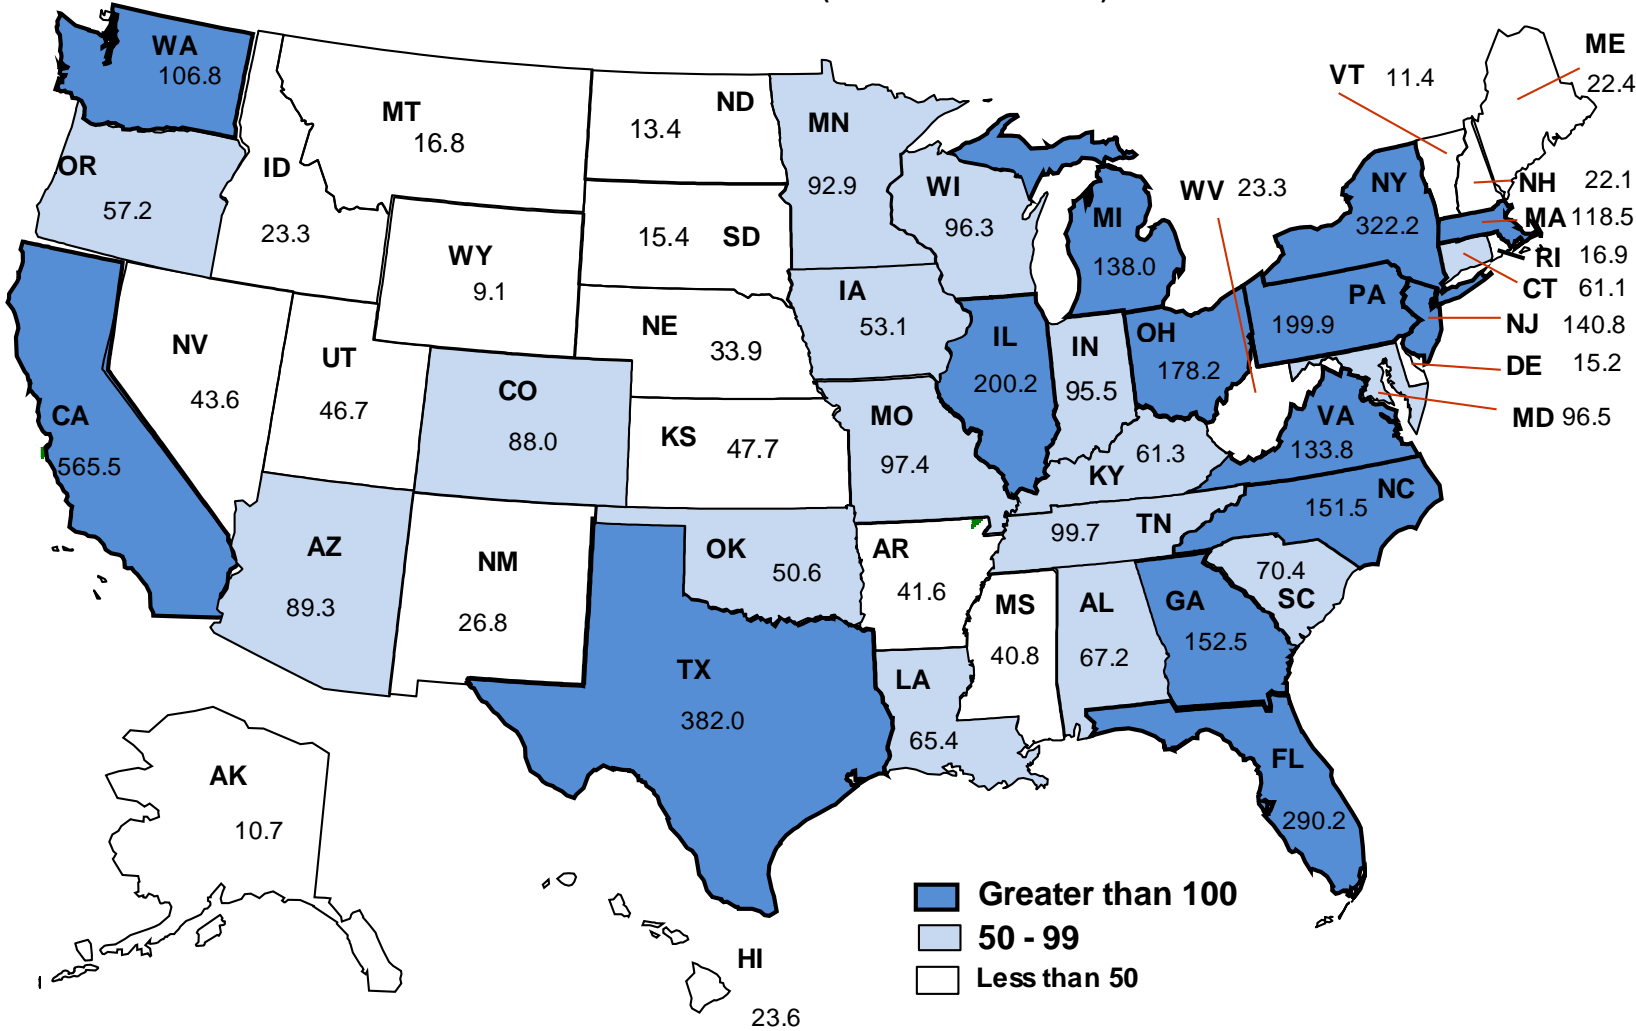 WA
106.8
MT
16.8
ND
13.4
MN
92.9
VT 11.4
ME
22.4
OR
57.2
ID
23.3
WI
96.3
MI
138.0
WV 23.3
NY
322.2
NH 22.1
MA 118.5
RI 16.9
CT 61.1
NJ 140.8
DE 15.2
MD 96.5
15.4 SD
WY
9.1
IA
53.1
NE
33.9
PA
199.9
NV
43.6
UT
46.7
CO
88.0
IL
200.2
IN
95.5
OH
178.2
CA
565.5
KS 47.7
MO
97.4
KY 61.3
VA
133.8
NC
151.5
AZ
89.3
NM
26.8
OK
50.6
AR
41.6
99.7 TN
70.4
SC
MS
40.8
AL
67.2
GA
152.5
TX
382.0
LA
65.4
FL
290.2
AK
10.7
HI
23.6
Greater than 100
50 - 99
Less than 50